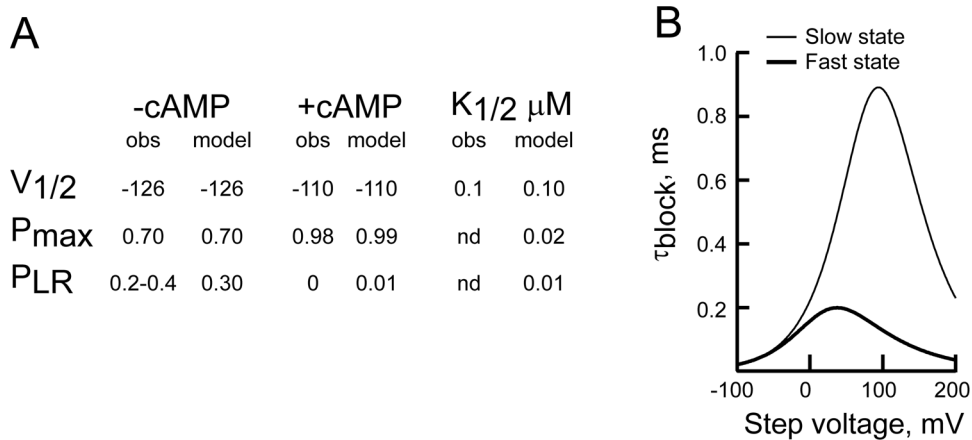 A
-cAMP +cAMP K1/2 μM
obs model obs model obs model
V1/2 -126 -126 -110 -110 0.1 0.10
Pmax 0.70 0.70 0.98 0.99 nd 0.02
PLR 0.2-0.4 0.30 0 0.01 nd 0.01
B
Slow state
Fast state
1.0
0.8
0.6
0.4
0.2
τblock, ms
-100 0 100 200
Step voltage, mV